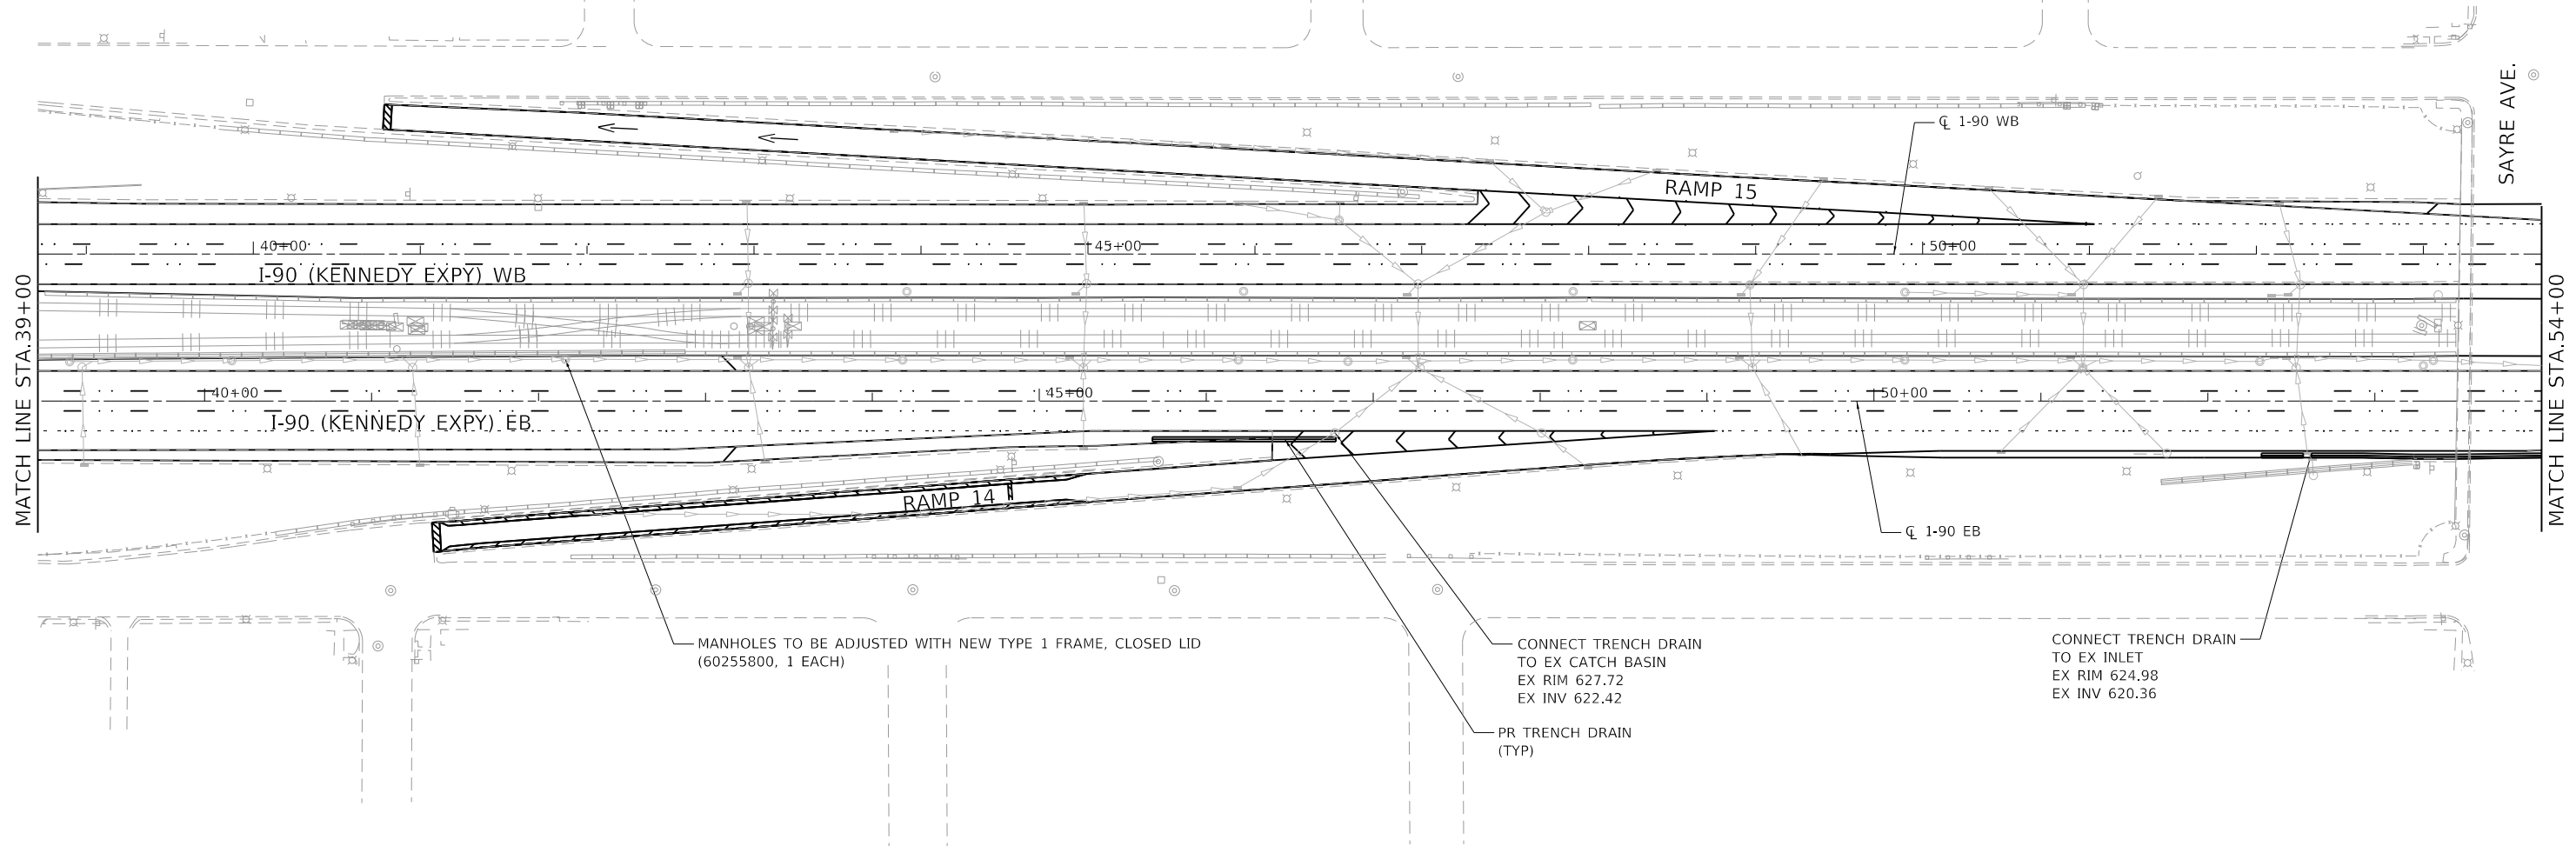 SAYRE AVE.
℄ 1-90 WB
RAMP 15
40+00
45+00
50+00
I-90 (KENNEDY EXPY) WB
MATCH LINE STA.39+00
MATCH LINE STA.54+00
40+00
45+00
50+00
I-90 (KENNEDY EXPY) EB
RAMP 14
℄ 1-90 EB
MANHOLES TO BE ADJUSTED WITH NEW TYPE 1 FRAME, CLOSED LID
(60255800, 1 EACH)
CONNECT TRENCH DRAIN
TO EX CATCH BASIN
EX RIM 627.72
EX INV 622.42
PR TRENCH DRAIN
(TYP)
CONNECT TRENCH DRAIN
TO EX INLET
EX RIM 624.98
EX INV 620.36